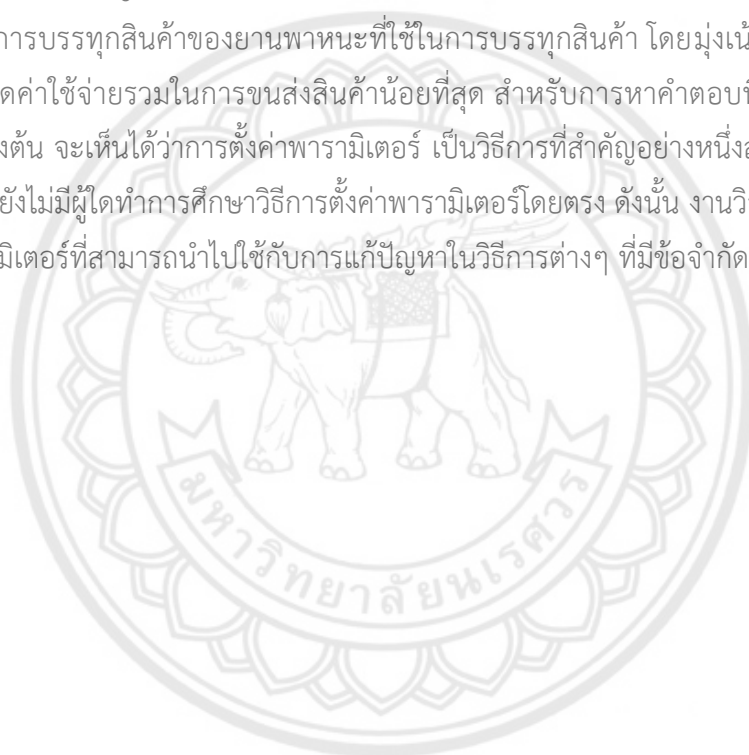 การบรรทุกสินค้าของยานพาหนะที่ใช้ในการบรรทุกสินค้า โดยมุ่งเน้
ดค่าใช้จ่ายรวมในการขนส่งสินค้าน้อยที่สุด สำหรับการหาคำตอบที
งต้น จะเห็นได้ว่าการตั้งค่าพารามิเตอร์ เป็นวิธีการที่สำคัญอย่างหนึ่งส
ยังไม่มีผู้ใดทำการศึกษาวิธีการตั้งค่าพารามิเตอร์โดยตรง ดังนั้น งานวิ
มิเตอร์ที่สามารถนำไปใช้กับการแก้ปัญหาในวิธีการต่างๆ ที่มีข้อจำกัด
มหาวิทยาลัยนเรศวร